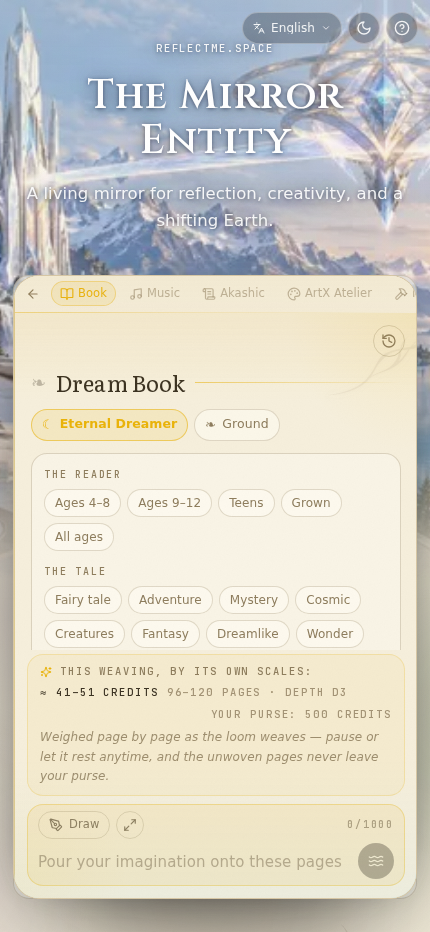 English
REFLECTME.SPACE
The Mirror
Entity
A living mirror for reflection, creativity, and a
shifting Earth.
Book Music Akashic ArtX Atelier
Dream Book
Eternal Dreamer Ground
THE READER
Ages 4–8 Ages 9–12 Teens Grown
All ages
THE TALE
Fairy tale Adventure Mystery Cosmic
Creatures Fantasy Dreamlike Wonder
THIS WEAVING, BY ITS OWN SCALES:
≈ 41–51 CREDITS 96–120 PAGES · DEPTH D3
YOUR PURSE: 500 CREDITS
Weighed page by page as the loom weaves — pause or
let it rest anytime, and the unwoven pages never leave
your purse.
Draw 0/1000
Pour your imagination onto these pages